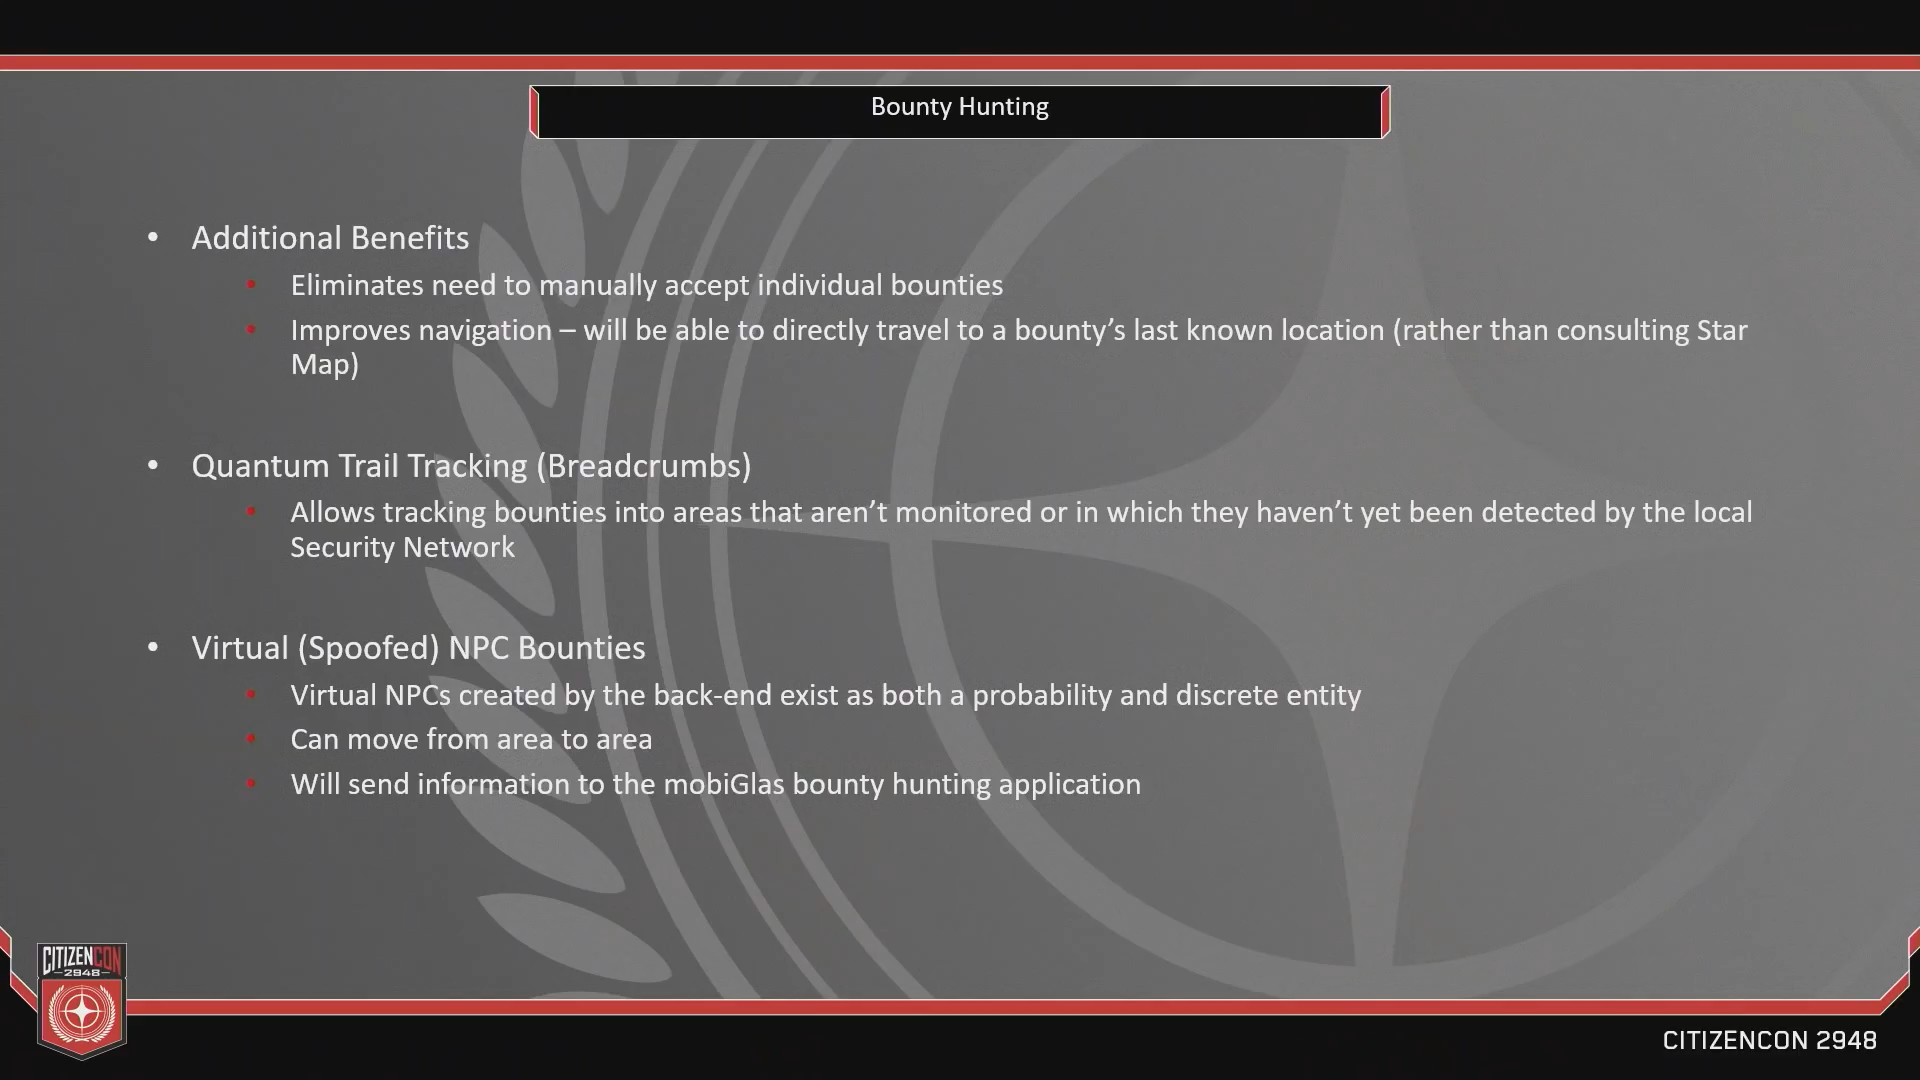 Bounty Hunting
• Additional Benefits
• Eliminates need to manually accept individual bounties
• Improves navigation – will be able to directly travel to a bounty’s last known location (rather than consulting Star
Map)
• Quantum Trail Tracking (Breadcrumbs)
• Allows tracking bounties into areas that aren’t monitored or in which they haven’t yet been detected by the local
Security Network
• Virtual (Spoofed) NPC Bounties
• Virtual NPCs created by the back-end exist as both a probability and discrete entity
• Can move from area to area
• Will send information to the mobiGlas bounty hunting application
CITIZENCON
2948
CITIZENCON 2948